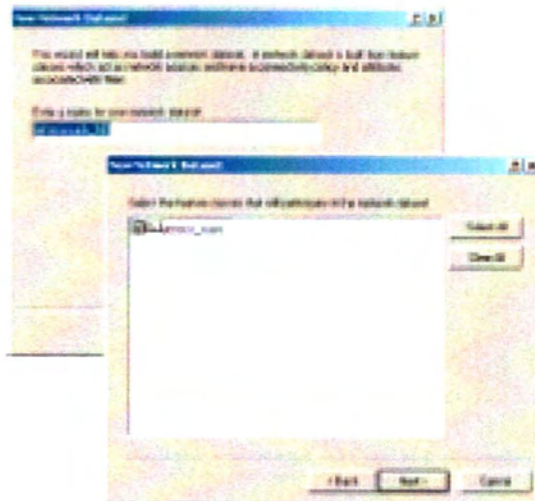 New Network Dataset
This wizard will help you build a network dataset. A network dataset is built from feature
classes which act as network sources and have a connectivity policy and attributes
associated with them.
Enter a name for your network dataset:
New Network Dataset
Select the feature classes that will participate in the network dataset:
Select All
Clear All
< Back
Next >
Cancel